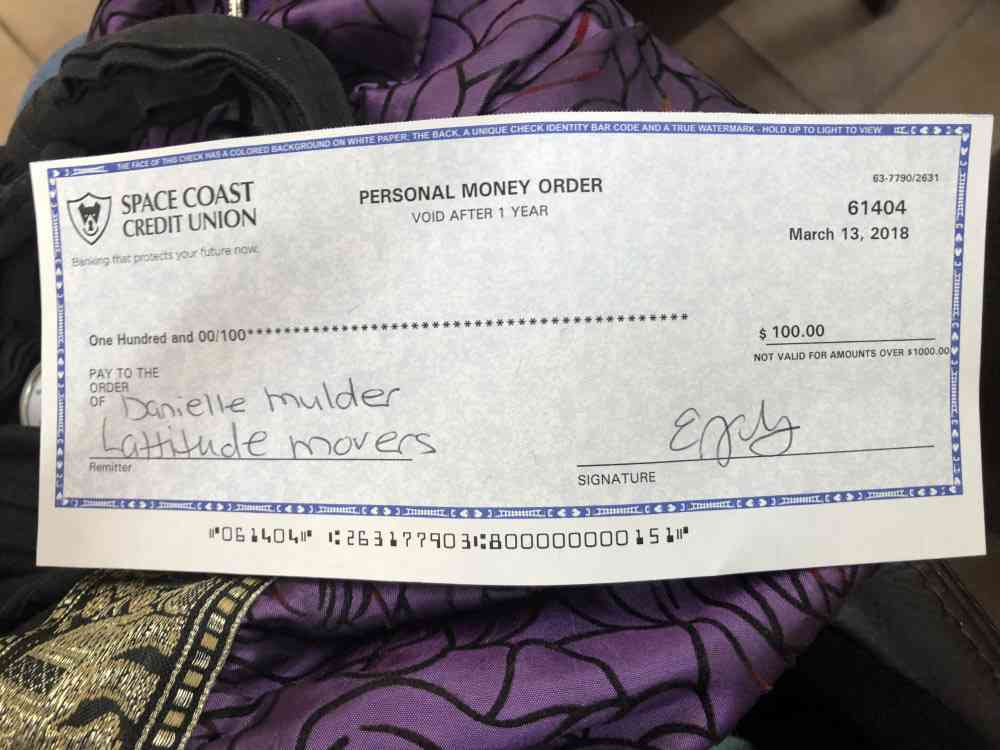 THE FACE OF THIS CHECK HAS A COLORED BACKGROUND ON WHITE PAPER, THE BACK, A UNIQUE CHECK IDENTITY BAR CODE AND A TRUE WATERMARK - HOLD UP TO LIGHT TO VIEW
SPACE COAST
CREDIT UNION
Banking that protects your future now.
PERSONAL MONEY ORDER
VOID AFTER 1 YEAR
63-7790/2631
61404
March 13, 2018
One Hundred and 00/100************************************************
$ 100.00
NOT VALID FOR AMOUNTS OVER $1000.00
PAY TO THE
ORDER
OF Danielle mulder
Lattitude movers
Remitter
SIGNATURE
⑈061404⑈ ⑆263177903⑆800000000151⑈